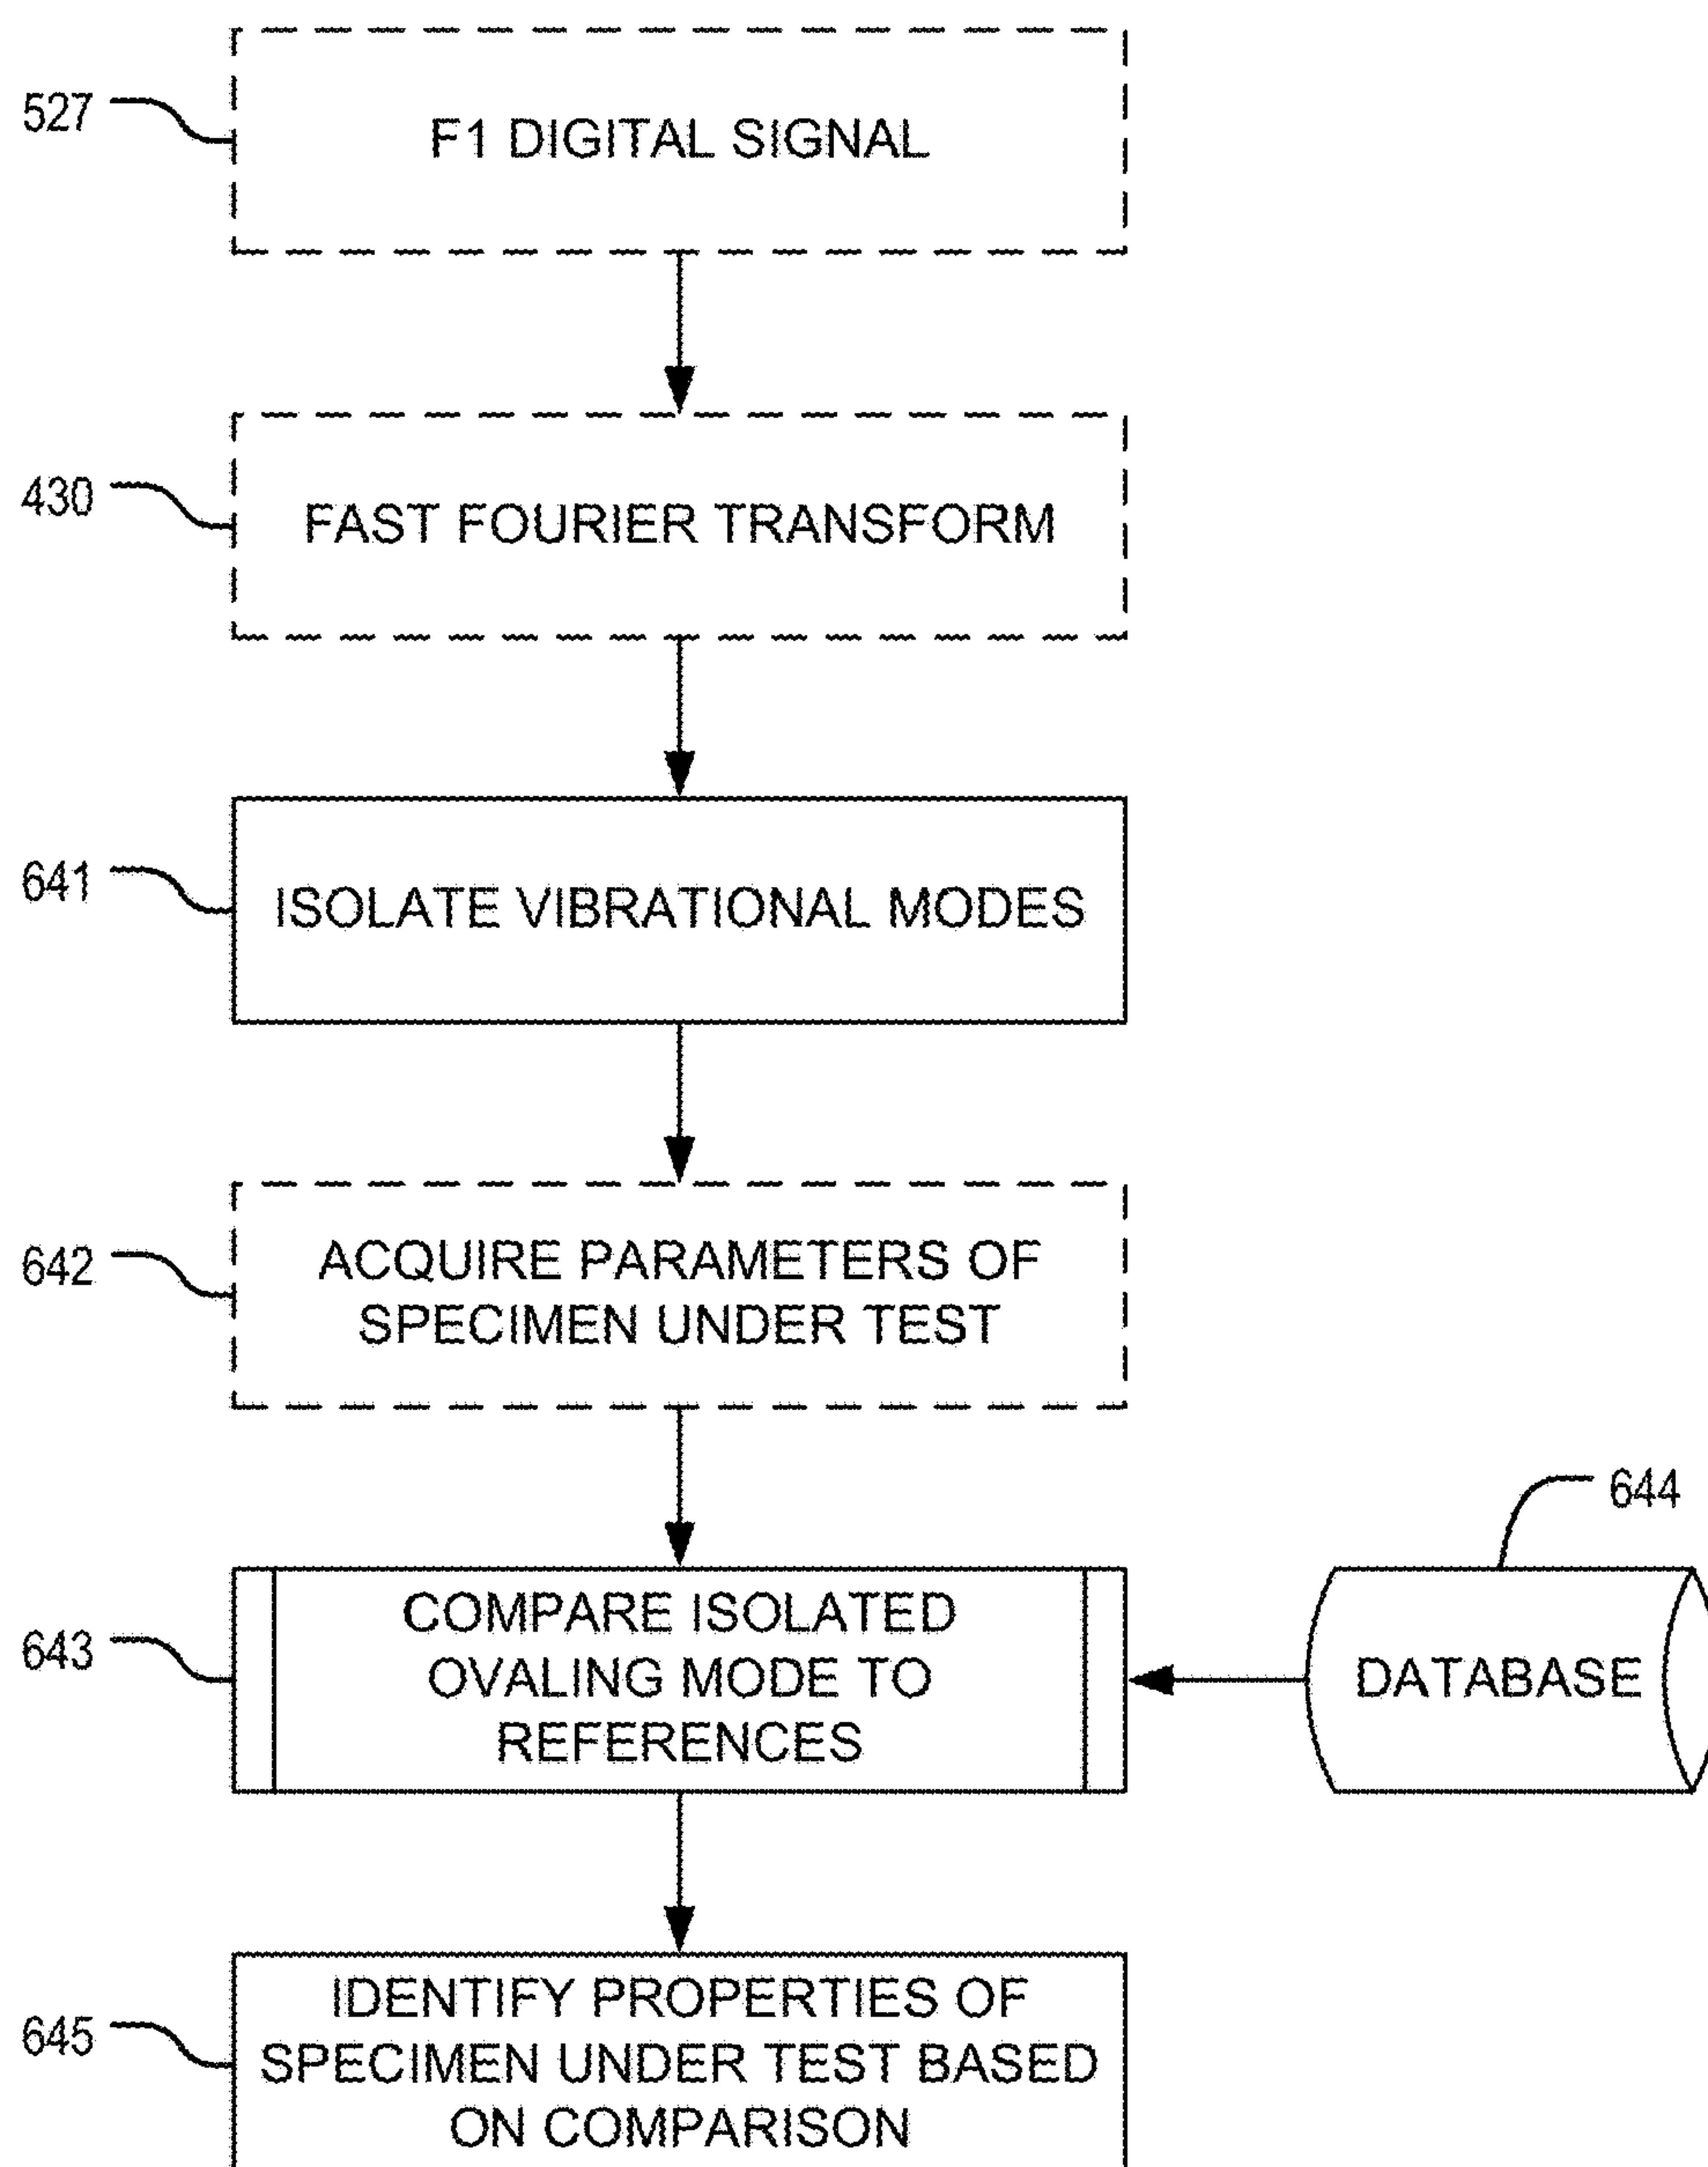 527
F1 DIGITAL SIGNAL
430
FAST FOURIER TRANSFORM
641
ISOLATE VIBRATIONAL MODES
642
ACQUIRE PARAMETERS OF
SPECIMEN UNDER TEST
644
643
COMPARE ISOLATED
OVALING MODE TO
REFERENCES
DATABASE
645
IDENTIFY PROPERTIES OF
SPECIMEN UNDER TEST BASED
ON COMPARISON